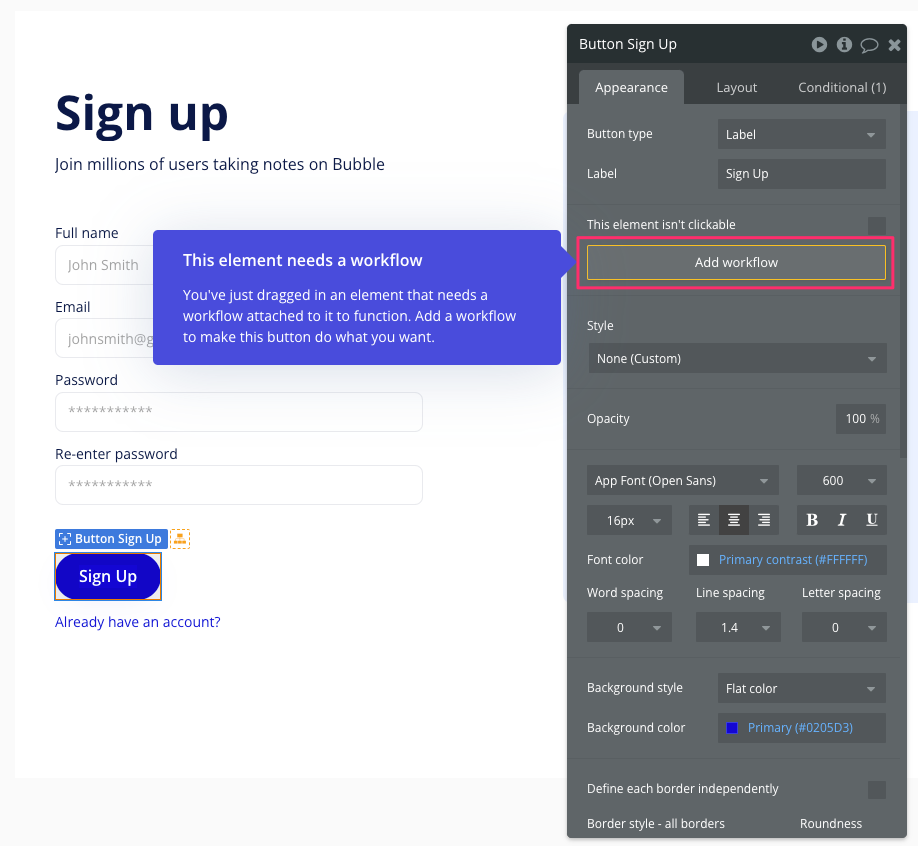 Sign up
Join millions of users taking notes on Bubble
Full name
John Smith
Email
johnsmith@g
Password
***********
Re-enter password
***********
Button Sign Up
Sign Up
Already have an account?
This element needs a workflow
You've just dragged in an element that needs a
workflow attached to it to function. Add a workflow
to make this button do what you want.
Button Sign Up
Appearance
Layout
Conditional (1)
Button type
Label
Label
Sign Up
This element isn't clickable
Add workflow
Style
None (Custom)
Opacity
100 %
App Font (Open Sans)
600
16px
B I U
Font color
Primary contrast (#FFFFFF)
Word spacing
Line spacing
Letter spacing
0
1.4
0
Background style
Flat color
Background color
Primary (#0205D3)
Define each border independently
Border style - all borders
Roundness